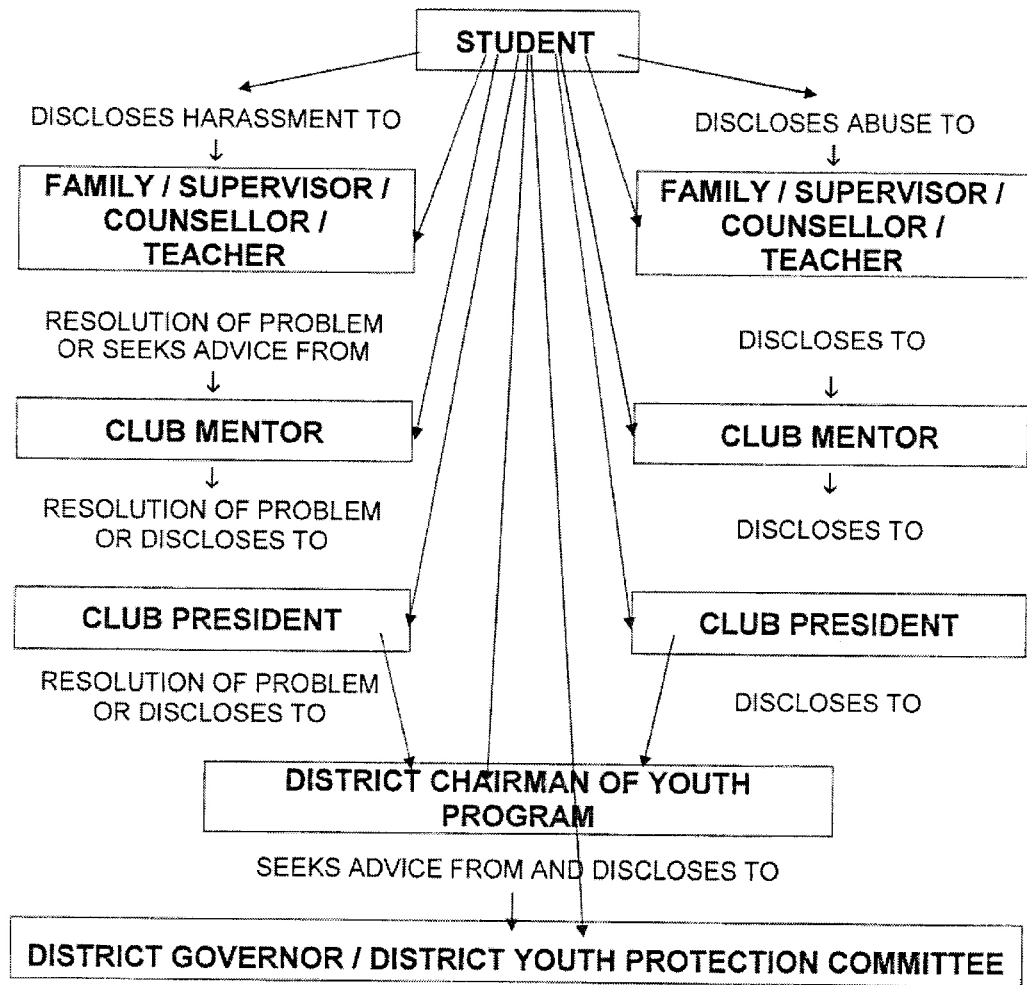 STUDENT
DISCLOSES HARASSMENT TO
FAMILY / SUPERVISOR /
COUNSELLOR /
TEACHER
RESOLUTION OF PROBLEM
OR SEEKS ADVICE FROM
CLUB MENTOR
RESOLUTION OF PROBLEM
OR DISCLOSES TO
CLUB PRESIDENT
RESOLUTION OF PROBLEM
OR DISCLOSES TO
DISCLOSES ABUSE TO
FAMILY / SUPERVISOR /
COUNSELLOR /
TEACHER
DISCLOSES TO
CLUB MENTOR
DISCLOSES TO
CLUB PRESIDENT
DISCLOSES TO
DISTRICT CHAIRMAN OF YOUTH
PROGRAM
SEEKS ADVICE FROM AND DISCLOSES TO
DISTRICT GOVERNOR / DISTRICT YOUTH PROTECTION COMMITTEE